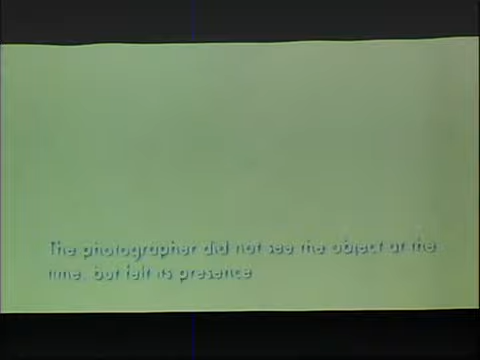 The photographer did not see the object at the
time, but felt its presence